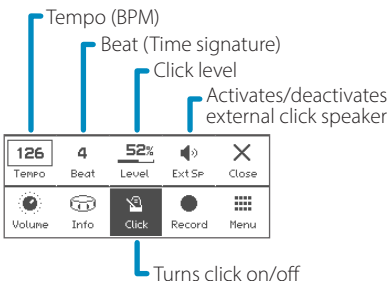 Tempo (BPM)
Beat (Time signature)
Click level
Activates/deactivates
external click speaker
126 4 52% 
Tempo Beat Level Ext SP Close
Volume Info Click Record Menu
Turns click on/off